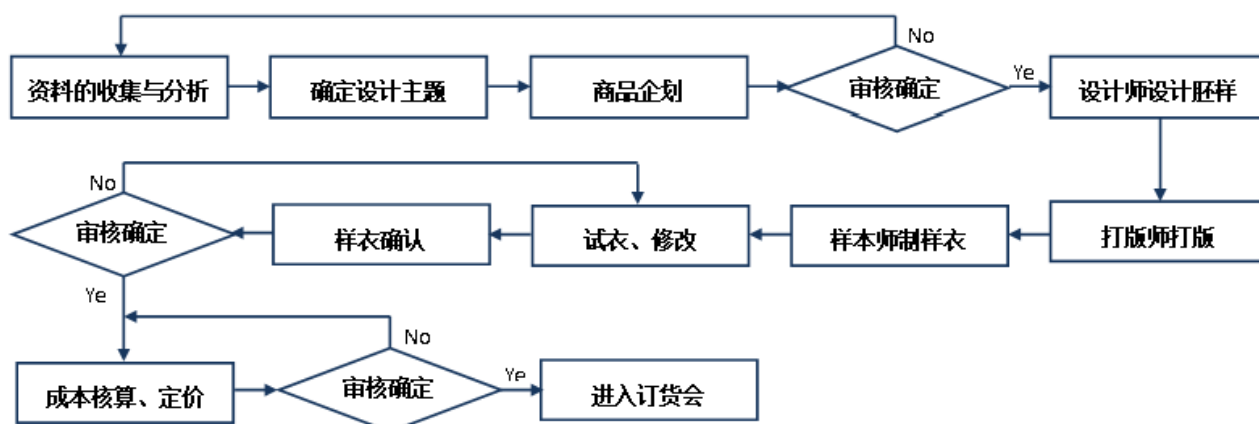 No
资料的收集与分析
确定设计主题
商品企划
审核确定
Ye
设计师设计胚样
No
审核确定
样衣确认
试衣、修改
样本师制样衣
打版师打版
Ye
No
成本核算、定价
审核确定
Ye
进入订货会